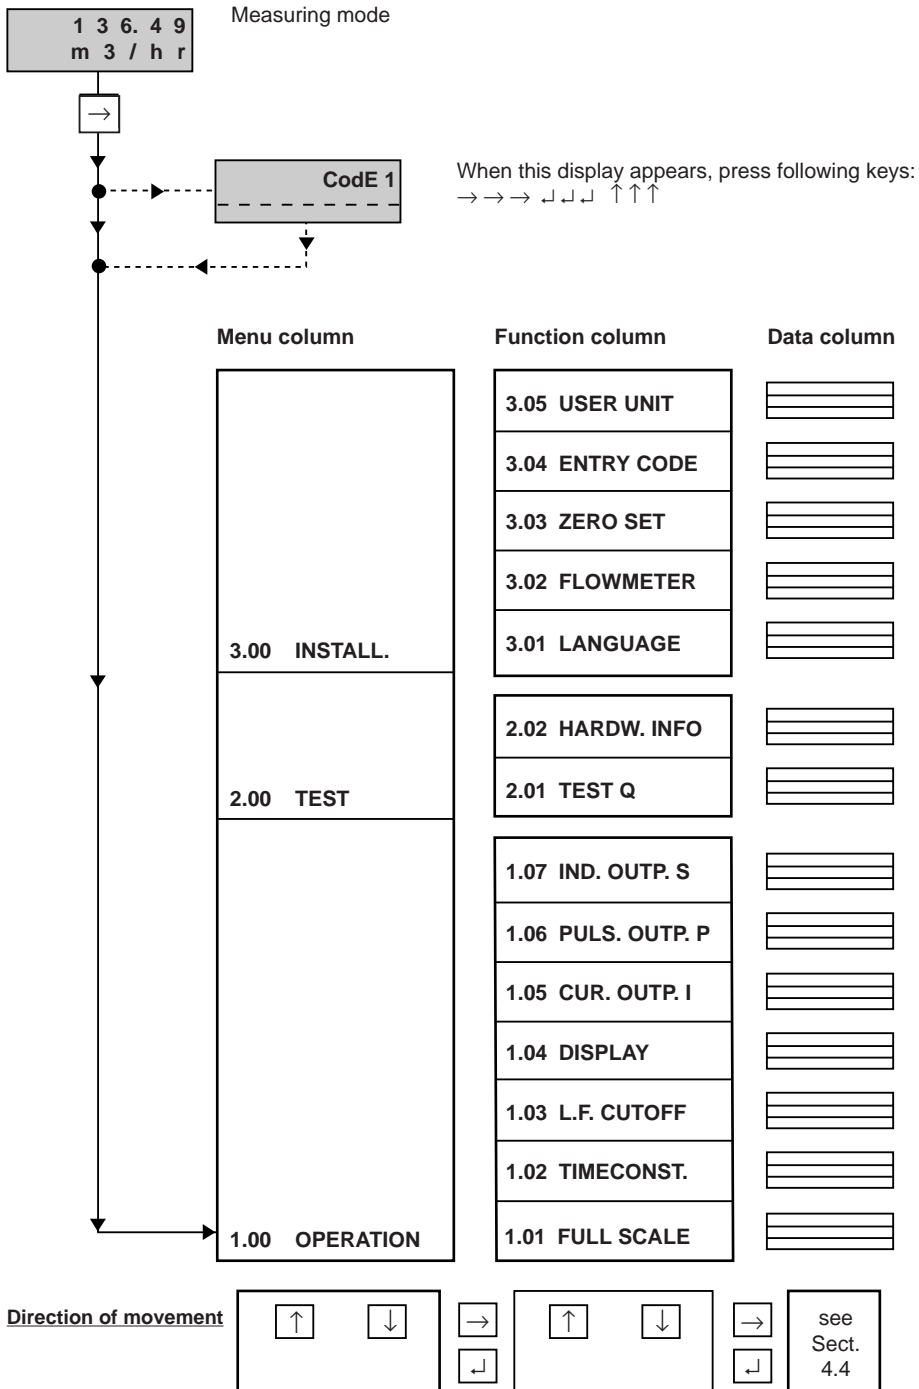 1 3 6. 4 9
m 3 / h r
Measuring mode
→
CodE 1
_ _ _ _ _ _ _ _ _
When this display appears, press following keys:
→ → → ↵ ↵ ↵ ↑ ↑ ↑
Menu column Function column Data column
3.05 USER UNIT
3.04 ENTRY CODE
3.03 ZERO SET
3.02 FLOWMETER
3.00 INSTALL. 3.01 LANGUAGE
2.02 HARDW. INFO
2.00 TEST 2.01 TEST Q
1.07 IND. OUTP. S
1.06 PULS. OUTP. P
1.05 CUR. OUTP. I
1.04 DISPLAY
1.03 L.F. CUTOFF
1.02 TIMECONST.
1.00 OPERATION 1.01 FULL SCALE
Direction of movement ↑ ↓ → ↑ ↓ → see
Sect.
↵ ↵ 4.4